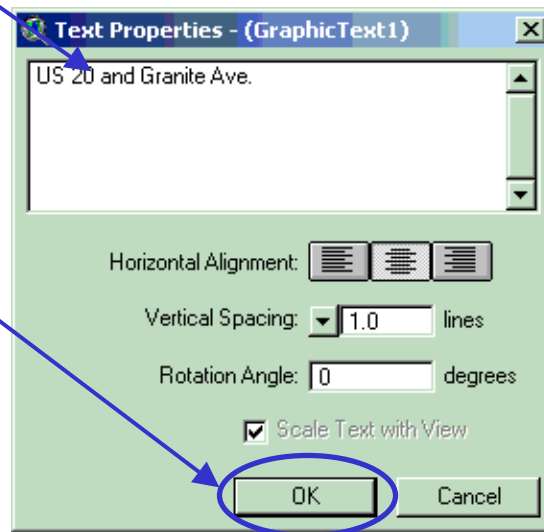 Text Properties - (GraphicText1)
US 20 and Granite Ave.
Horizontal Alignment:
Vertical Spacing: 1.0 lines
Rotation Angle: 0 degrees
Scale Text with View
OK Cancel